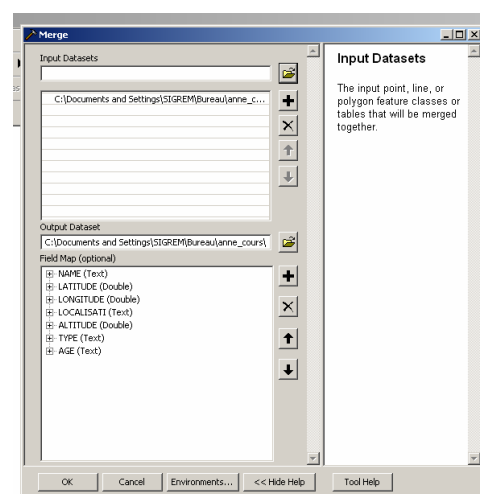 Merge
Input Datasets
C:\Documents and Settings\SIGREM\Bureau\anne_c...
Output Dataset
C:\Documents and Settings\SIGREM\Bureau\anne_cours\
Field Map (optional)
NAME (Text)
LATITUDE (Double)
LONGITUDE (Double)
LOCALISATI (Text)
ALTITUDE (Double)
TYPE (Text)
AGE (Text)
OK
Cancel
Environments...
<< Hide Help
Tool Help
Input Datasets
The input point, line, or
polygon feature classes or
tables that will be merged
together.